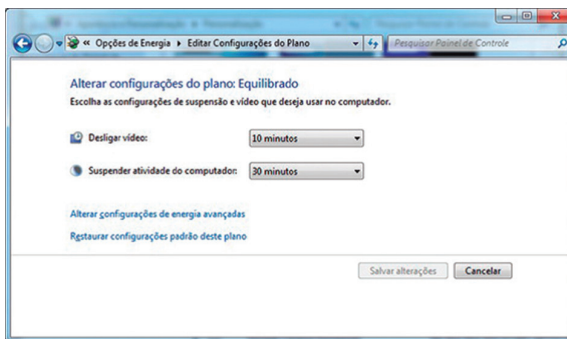 « Opções de Energia ▸ Editar Configurações do Plano
Pesquisar Painel de Controle
Alterar configurações do plano: Equilibrado
Escolha as configurações de suspensão e vídeo que deseja usar no computador.
Desligar vídeo: 10 minutos
Suspender atividade do computador: 30 minutos
Alterar configurações de energia avançadas
Restaurar configurações padrão deste plano
Salvar alterações Cancelar